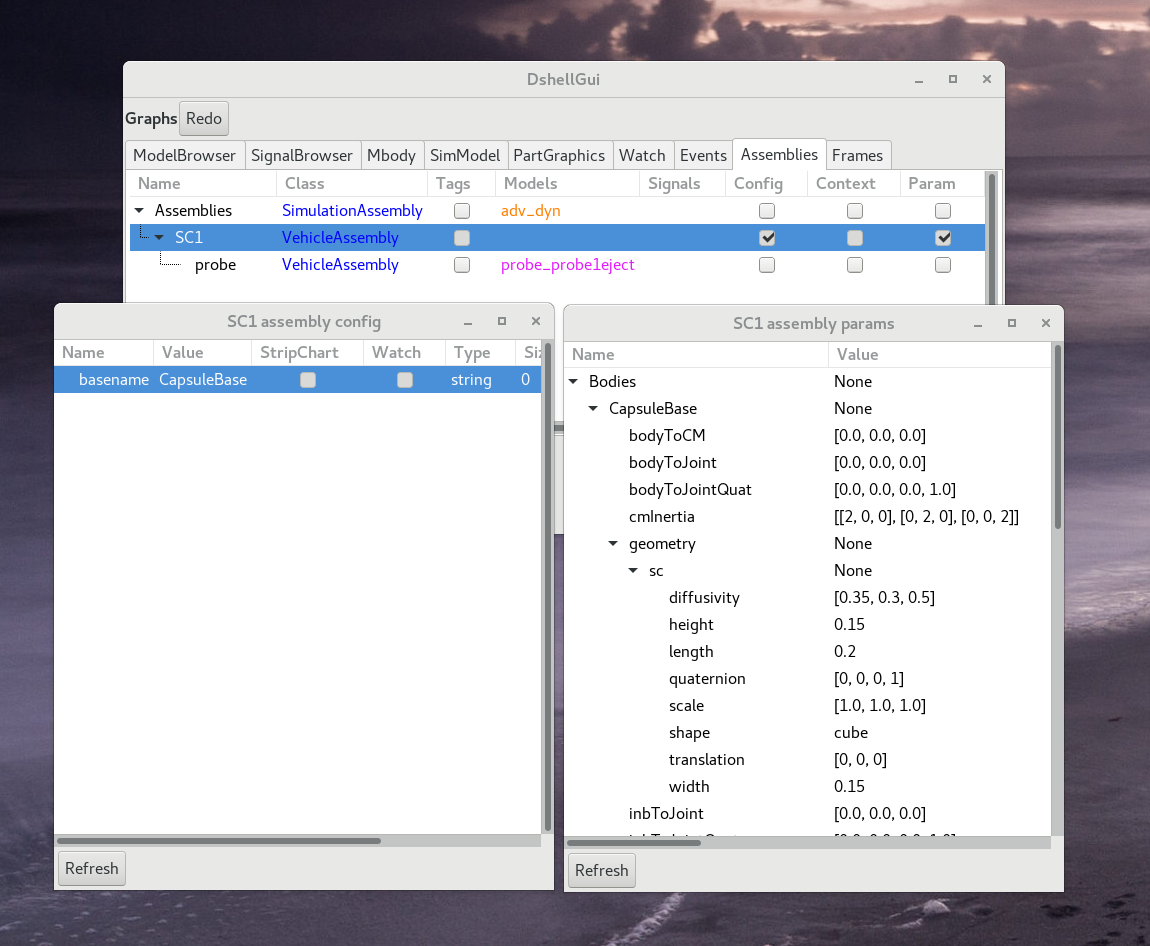 DshellGui
Graphs Redo
ModelBrowser SignalBrowser Mbody SimModel PartGraphics Watch Events Assemblies Frames
Name Class Tags Models Signals Config Context Param
Assemblies SimulationAssembly adv_dyn
SC1 VehicleAssembly
probe VehicleAssembly probe_probe1eject
SC1 assembly config
Name Value StripChart Watch Type
basename CapsuleBase string 0
Refresh
SC1 assembly params
Name Value
Bodies None
CapsuleBase None
bodyToCM [0.0, 0.0, 0.0]
bodyToJoint [0.0, 0.0, 0.0]
bodyToJointQuat [0.0, 0.0, 0.0, 1.0]
cmInertia [[2, 0, 0], [0, 2, 0], [0, 0, 2]]
geometry None
sc None
diffusivity [0.35, 0.3, 0.5]
height 0.15
length 0.2
quaternion [0, 0, 0, 1]
scale [1.0, 1.0, 1.0]
shape cube
translation [0, 0, 0]
width 0.15
inbToJoint [0.0, 0.0, 0.0]
Refresh